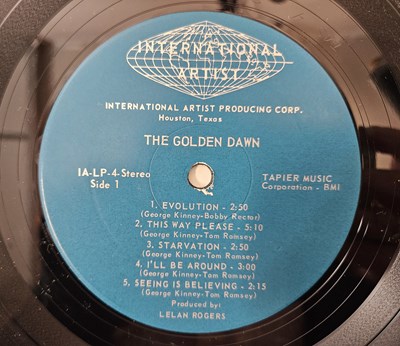 INTERNATIONAL
ARTIST
INTERNATIONAL ARTIST PRODUCING CORP.
Houston, Texas
THE GOLDEN DAWN
IA-LP-4-Stereo
Side 1
TAPIER MUSIC
Corporation - BMI
1. EVOLUTION - 2:50
(George Kinney-Bobby Rector)
2. THIS WAY PLEASE - 5:10
(George Kinney-Tom Ramsey)
3. STARVATION - 2:50
(George Kinney-Tom Ramsey)
4. I'LL BE AROUND - 3:00
(George Kinney-Tom Ramsey)
5. SEEING IS BELIEVING - 2:15
(George Kinney-Tom Ramsey)
Produced by:
LELAN ROGERS